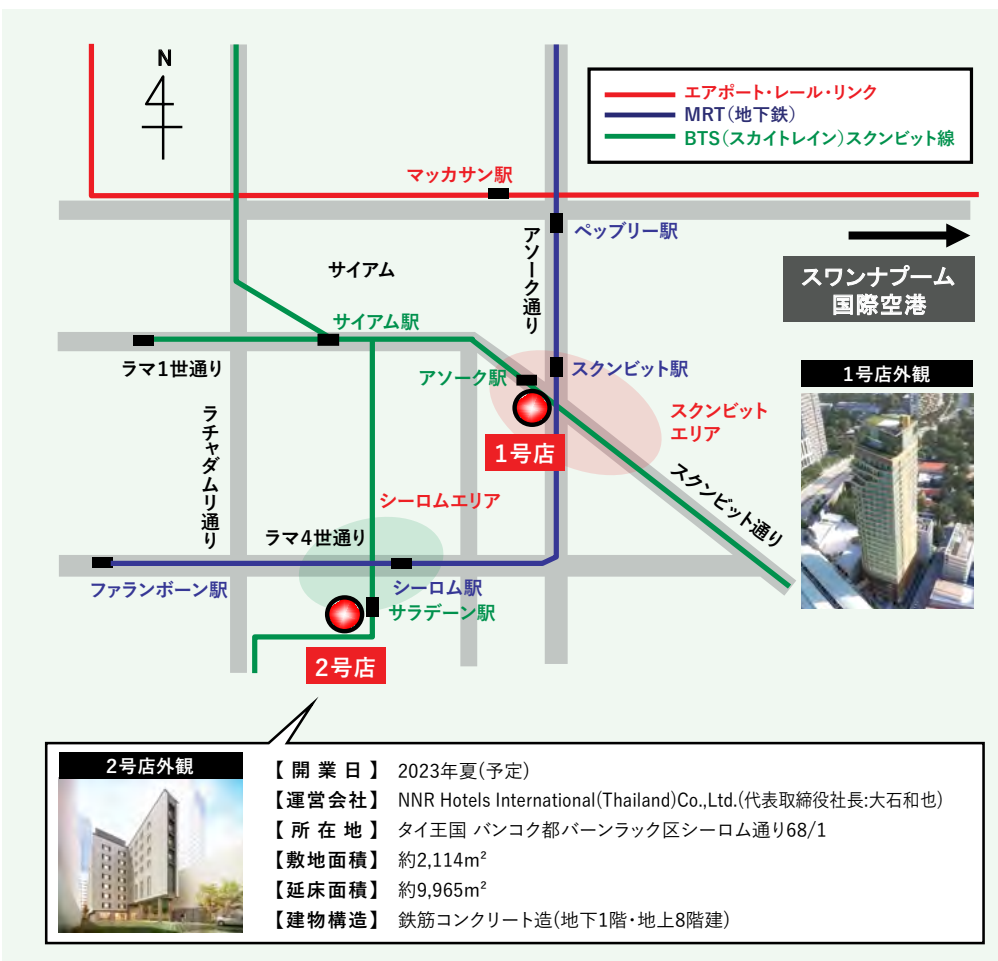 N
エアポート・レール・リンク
MRT(地下鉄)
BTS(スカイトレイン)スクンビット線
マッカサン駅
ペップリー駅
アソーク通り
スワンナプーム
国際空港
サイアム
サイアム駅
ラマ1世通り
アソーク駅
スクンビット駅
1号店外観
スクンビット
エリア
1号店
ラチャダムリ通り
シーロムエリア
スクンビット通り
ラマ4世通り
ファランボーン駅
シーロム駅
サラデーン駅
2号店
2号店外観
【開業日】 2023年夏(予定)
【運営会社】 NNR Hotels International(Thailand)Co.,Ltd.(代表取締役社長:大石和也)
【所在地】 タイ王国 バンコク都バーンラック区シーロム通り68/1
【敷地面積】 約2,114m²
【延床面積】 約9,965m²
【建物構造】 鉄筋コンクリート造(地下1階・地上8階建)